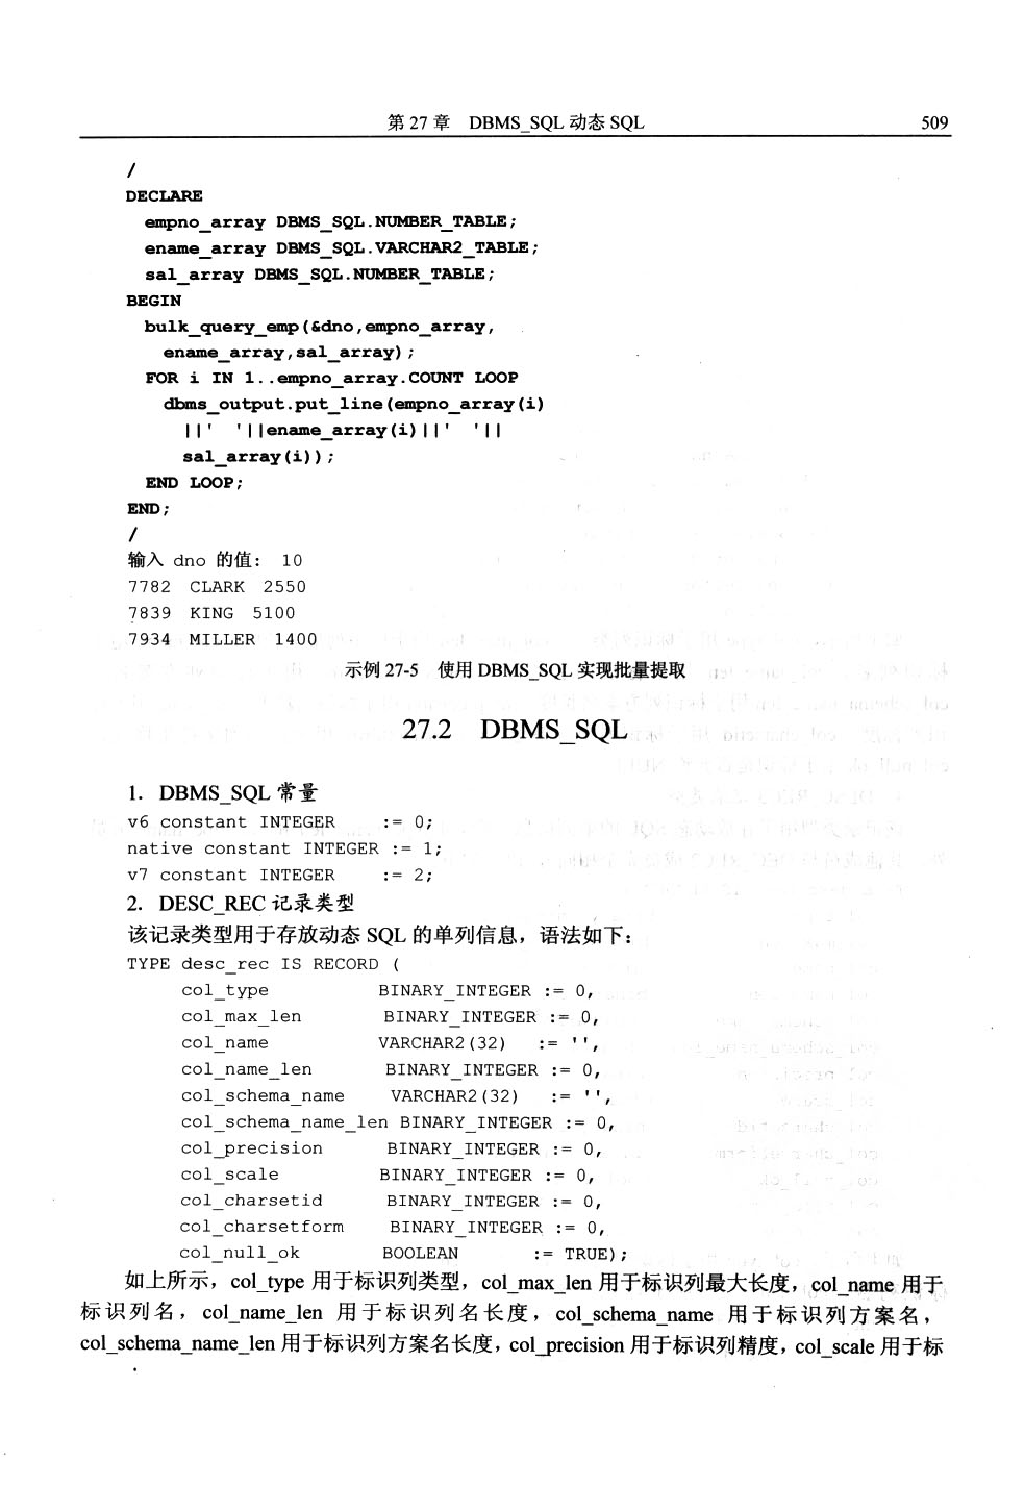 第 27 章 DBMS_SQL 动态 SQL 509
/
DECLARE
empno_array DBMS_SQL.NUMBER_TABLE;
ename_array DBMS_SQL.VARCHAR2_TABLE;
sal_array DBMS_SQL.NUMBER_TABLE;
BEGIN
bulk_query_emp(&dno,empno_array,
ename_array,sal_array);
FOR i IN 1..empno_array.COUNT LOOP
dbms_output.put_line(empno_array(i)
||' '||ename_array(i)||' '||
sal_array(i));
END LOOP;
END;
/
输入 dno 的值: 10
7782 CLARK 2550
7839 KING 5100
7934 MILLER 1400
示例 27-5 使用 DBMS_SQL 实现批量提取
27.2 DBMS_SQL
1. DBMS_SQL 常量
v6 constant INTEGER := 0;
native constant INTEGER := 1;
v7 constant INTEGER := 2;
2. DESC_REC 记录类型
该记录类型用于存放动态 SQL 的单列信息，语法如下：
TYPE desc_rec IS RECORD (
col_type BINARY_INTEGER := 0,
col_max_len BINARY_INTEGER := 0,
col_name VARCHAR2(32) := '',
col_name_len BINARY_INTEGER := 0,
col_schema_name VARCHAR2(32) := '',
col_schema_name_len BINARY_INTEGER := 0,
col_precision BINARY_INTEGER := 0,
col_scale BINARY_INTEGER := 0,
col_charsetid BINARY_INTEGER := 0,
col_charsetform BINARY_INTEGER := 0,
col_null_ok BOOLEAN := TRUE);
如上所示，col_type 用于标识列类型，col_max_len 用于标识列最大长度，col_name 用于
标识列名，col_name_len 用于标识列名长度，col_schema_name 用于标识列方案名，
col_schema_name_len 用于标识列方案名长度，col_precision 用于标识列精度，col_scale 用于标